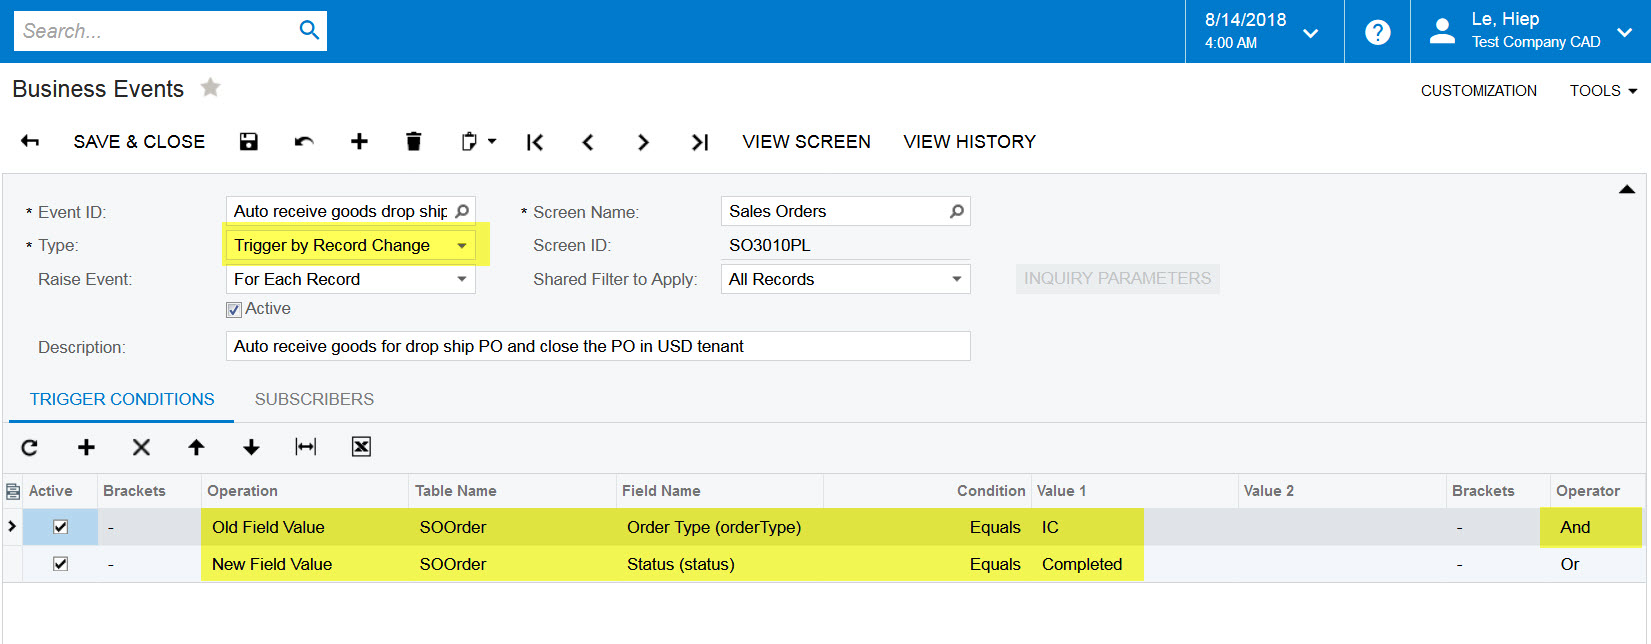 Search...
8/14/2018
4:00 AM
?
Le, Hiep
Test Company CAD
Business Events
CUSTOMIZATION TOOLS
SAVE & CLOSE VIEW SCREEN VIEW HISTORY
* Event ID: Auto receive goods drop ship * Screen Name: Sales Orders
* Type: Trigger by Record Change Screen ID: SO3010PL
Raise Event: For Each Record Shared Filter to Apply: All Records INQUIRY PARAMETERS
Active
Description: Auto receive goods for drop ship PO and close the PO in USD tenant
TRIGGER CONDITIONS SUBSCRIBERS
Active Brackets Operation Table Name Field Name Condition Value 1 Value 2 Brackets Operator
- Old Field Value SOOrder Order Type (orderType) Equals IC - And
- New Field Value SOOrder Status (status) Equals Completed - Or